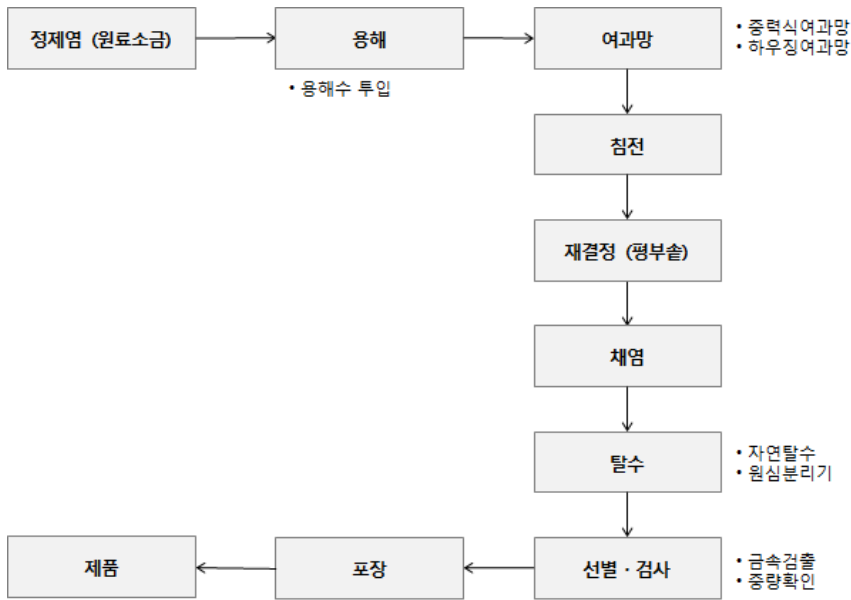 정제염 (원료소금)
용해
여과망
• 중력식여과망
• 하우징여과망
• 용해수 투입
침전
재결정 (평부솥)
채염
탈수
• 자연탈수
• 원심분리기
제품
포장
선별 · 검사
• 금속검출
• 중량확인